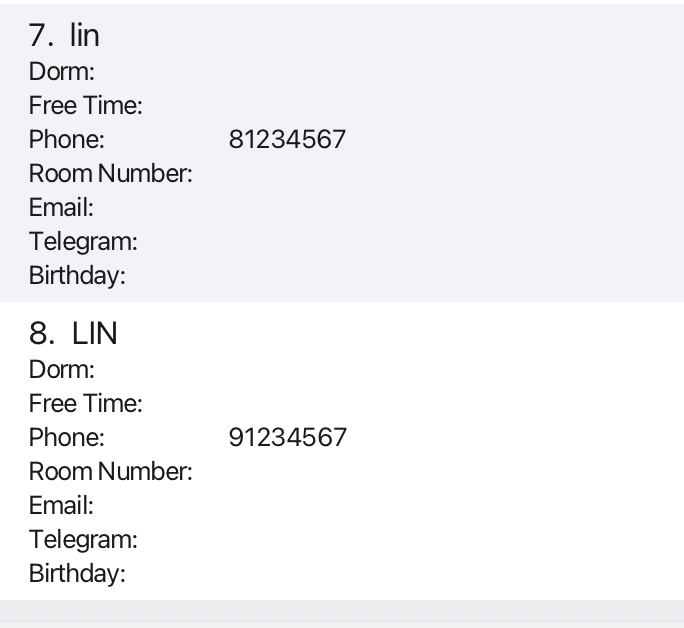 7. lin
Dorm:
Free Time:
Phone: 81234567
Room Number:
Email:
Telegram:
Birthday:
8. LIN
Dorm:
Free Time:
Phone: 91234567
Room Number:
Email:
Telegram:
Birthday: